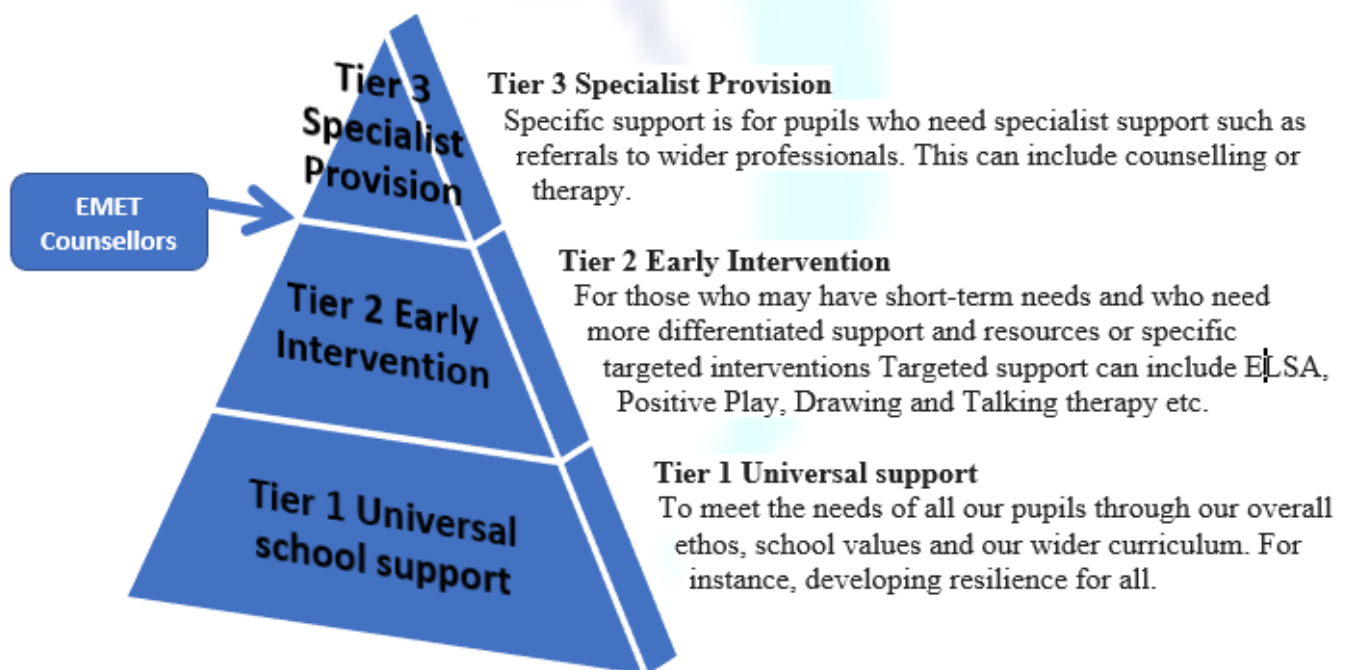 Tier 3
Specialist
Provision
EMET
Counsellors
Tier 2 Early
Intervention
Tier 1 Universal
school support
Tier 3 Specialist Provision
Specific support is for pupils who need specialist support such as
referrals to wider professionals. This can include counselling or
therapy.
Tier 2 Early Intervention
For those who may have short-term needs and who need
more differentiated support and resources or specific
targeted interventions Targeted support can include ELSA,
Positive Play, Drawing and Talking therapy etc.
Tier 1 Universal support
To meet the needs of all our pupils through our overall
ethos, school values and our wider curriculum. For
instance, developing resilience for all.